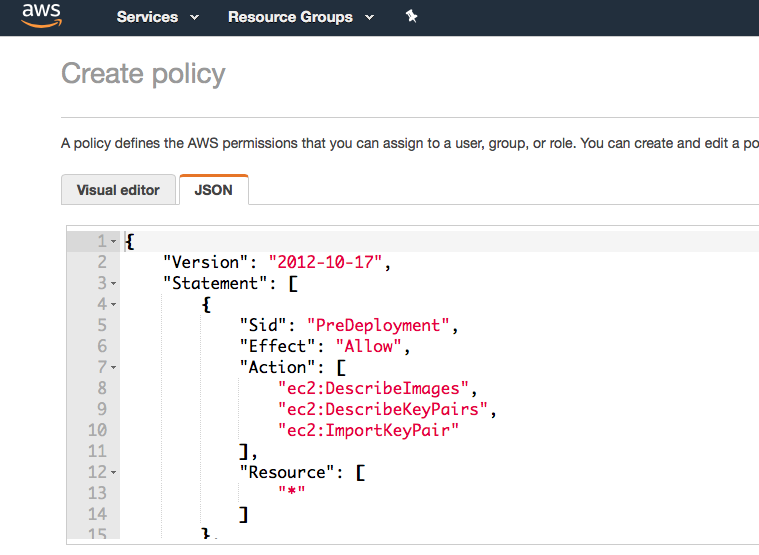 aws Services Resource Groups
Create policy
A policy defines the AWS permissions that you can assign to a user, group, or role. You can create and edit a po
Visual editor JSON
1 {
2 "Version": "2012-10-17",
3 "Statement": [
4 {
5 "Sid": "PreDeployment",
6 "Effect": "Allow",
7 "Action": [
8 "ec2:DescribeImages",
9 "ec2:DescribeKeyPairs",
10 "ec2:ImportKeyPair"
11 ],
12 "Resource": [
13 "*"
14 ]
15 },